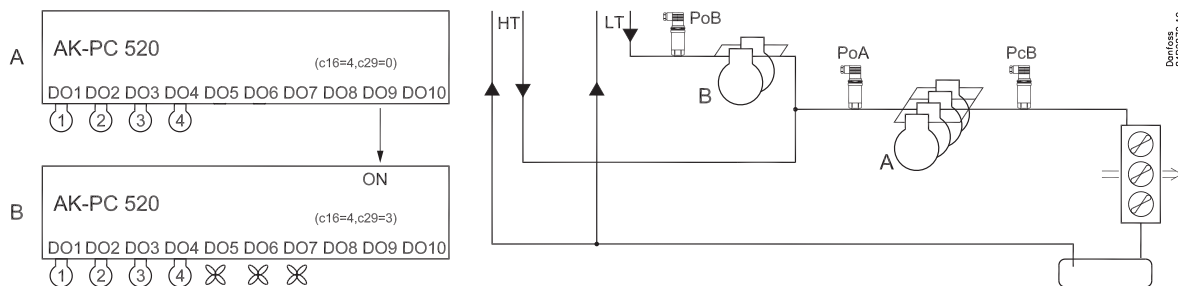 A
AK-PC 520
(c16=4,c29=0)
DO1 DO2 DO3 DO4 DO5 DO6 DO7 DO8 DO9 DO10
1 2 3 4
B
ON
AK-PC 520
(c16=4,c29=3)
DO1 DO2 DO3 DO4 DO5 DO6 DO7 DO8 DO9 DO10
1 2 3 4
HT
LT
PoB
B
PoA
PcB
A
Danfoss